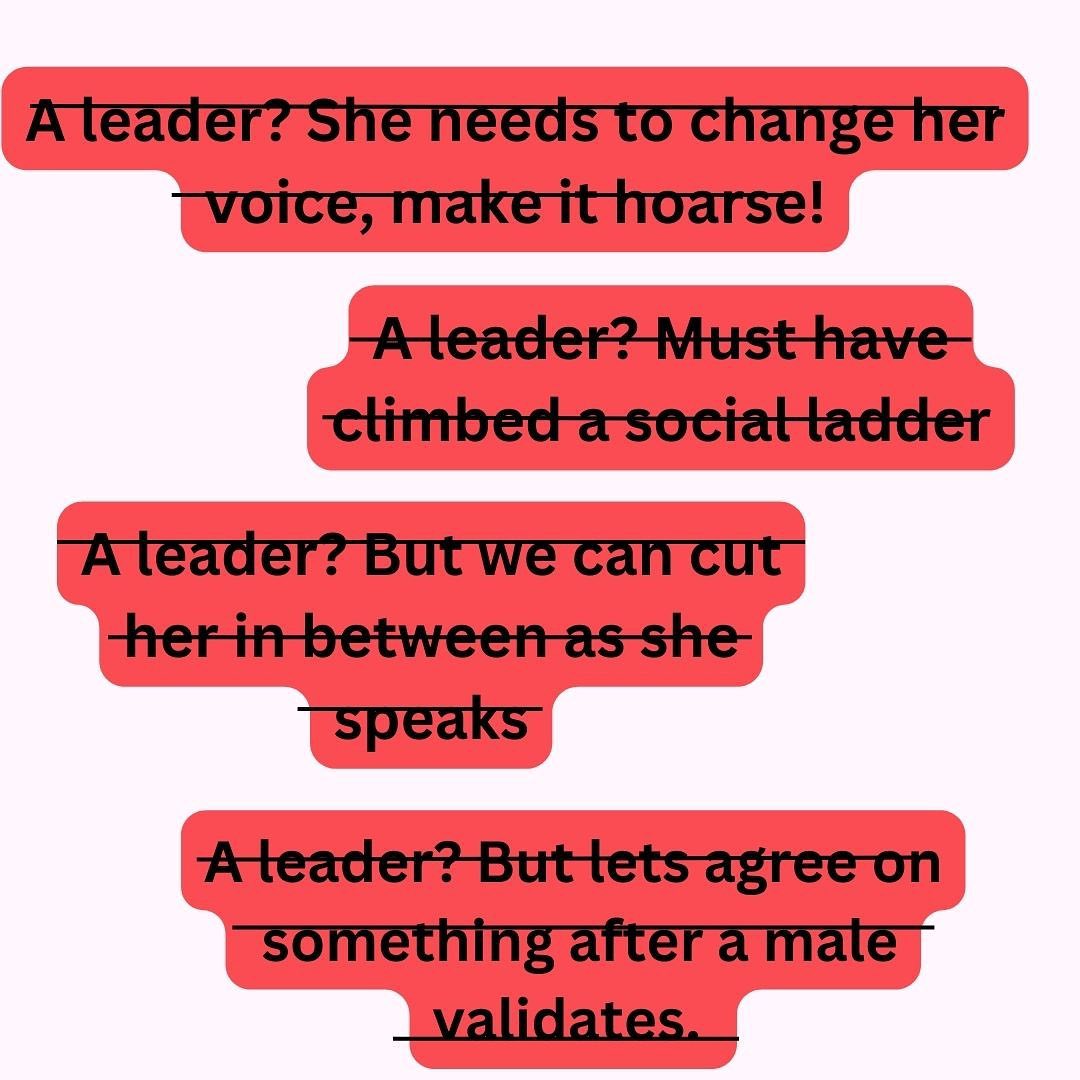 A leader? She needs to change her
voice, make it hoarse!
A leader? Must have
climbed a social ladder
A leader? But we can cut
her in between as she
speaks
A leader? But lets agree on
something after a male
validates.